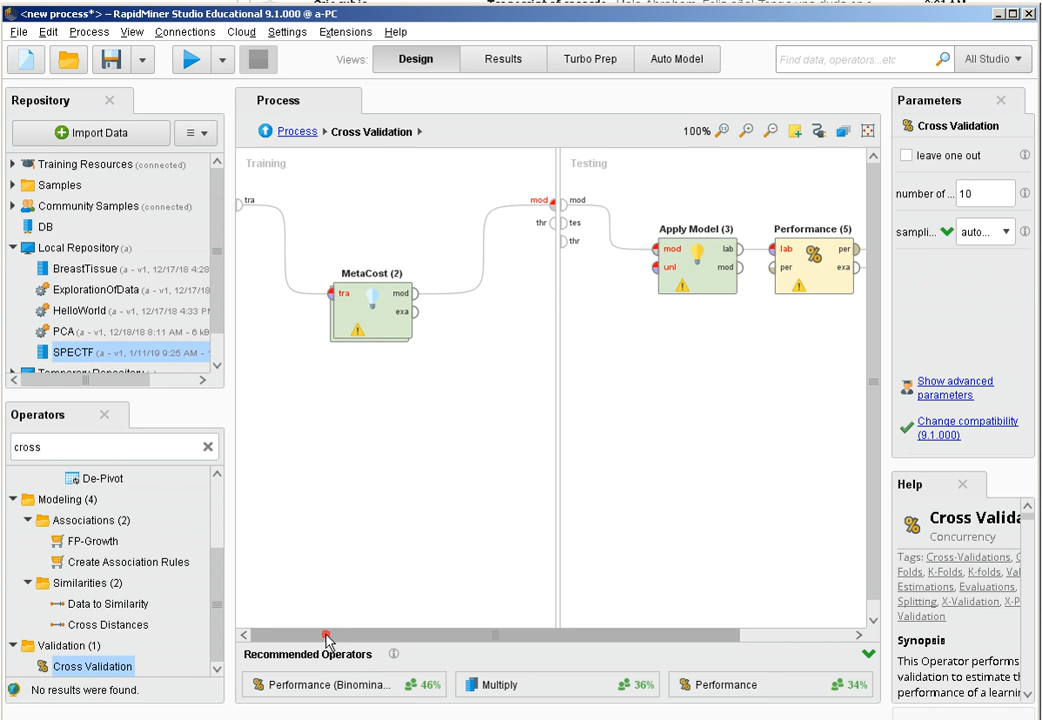 <new process*> – RapidMiner Studio Educational 9.1.000 @ a-PC
File Edit Process View Connections Cloud Settings Extensions Help
Views: Design Results Turbo Prep Auto Model Find data, operators...etc All Studio
Repository
Import Data
Training Resources (connected)
Samples
Community Samples (connected)
DB
Local Repository (a)
BreastTissue (a - v1, 12/17/18 4:28
ExplorationOfData (a - v1, 12/17/18
HelloWorld (a - v1, 12/17/18 4:33 P
PCA (a - v1, 12/18/18 8:11 AM - 6 kB
SPECTF (a - v1, 1/11/19 9:25 AM -
Operators
cross
De-Pivot
Modeling (4)
Associations (2)
FP-Growth
Create Association Rules
Similarities (2)
Data to Similarity
Cross Distances
Validation (1)
Cross Validation
No results were found.
Process
Process Cross Validation
100%
Training
Testing
tra
mod
thr
mod
tes
thr
MetaCost (2)
tra
mod
exa
Apply Model (3)
mod
unl
lab
mod
Performance (5)
lab
per
per
exa
Recommended Operators
Performance (Binomina... 46%
Multiply 36%
Performance 34%
Parameters
Cross Validation
leave one out
number of ... 10
sampli... auto...
Show advanced
parameters
Change compatibility
(9.1.000)
Help
Cross Valida
Concurrency
Tags: Cross-Validations, C
Folds, K-Folds, K-folds, Val
Estimations, Evaluations,
Splitting, X-Validation, X-P
Validation
Synopsis
This Operator performs
validation to estimate th
performance of a learnin